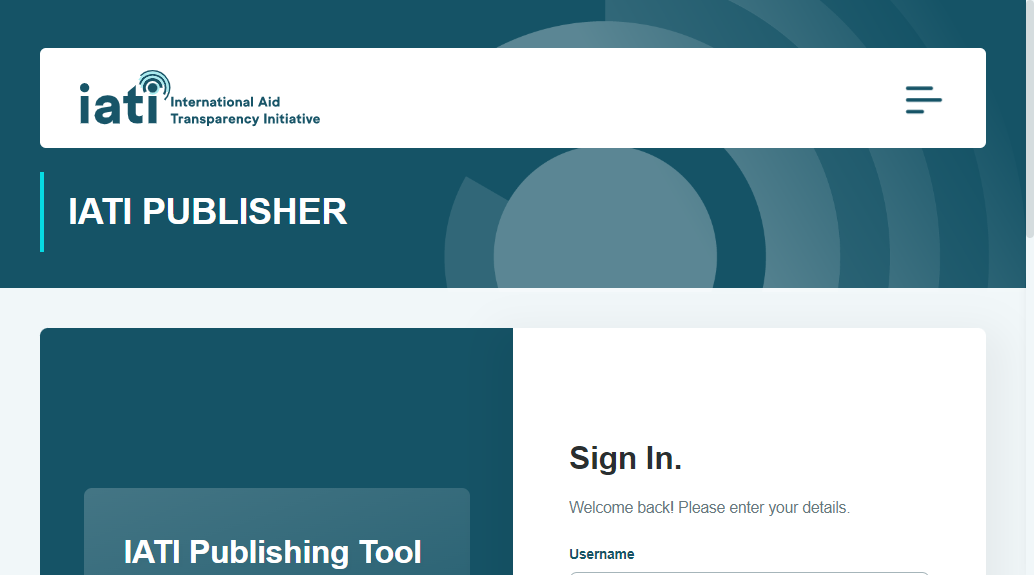 iati International Aid
Transparency Initiative
IATI PUBLISHER
IATI Publishing Tool
Sign In.
Welcome back! Please enter your details.
Username